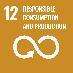 12 RESPONSIBLE
CONSUMPTION
AND PRODUCTION